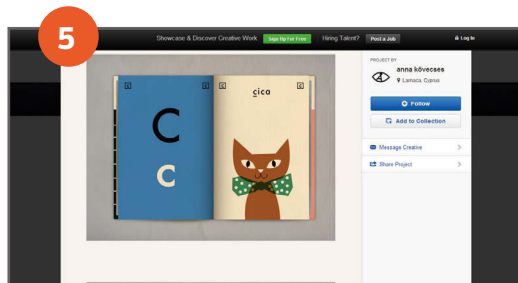 5
Showcase & Discover Creative Work Sign Up For Free Hiring Talent? Post a Job Log In
PROJECT BY
anna kövecses
Larnaca, Cyprus
Follow
Add to Collection
Message Creative
Share Project
C C
C
c
C C
cica